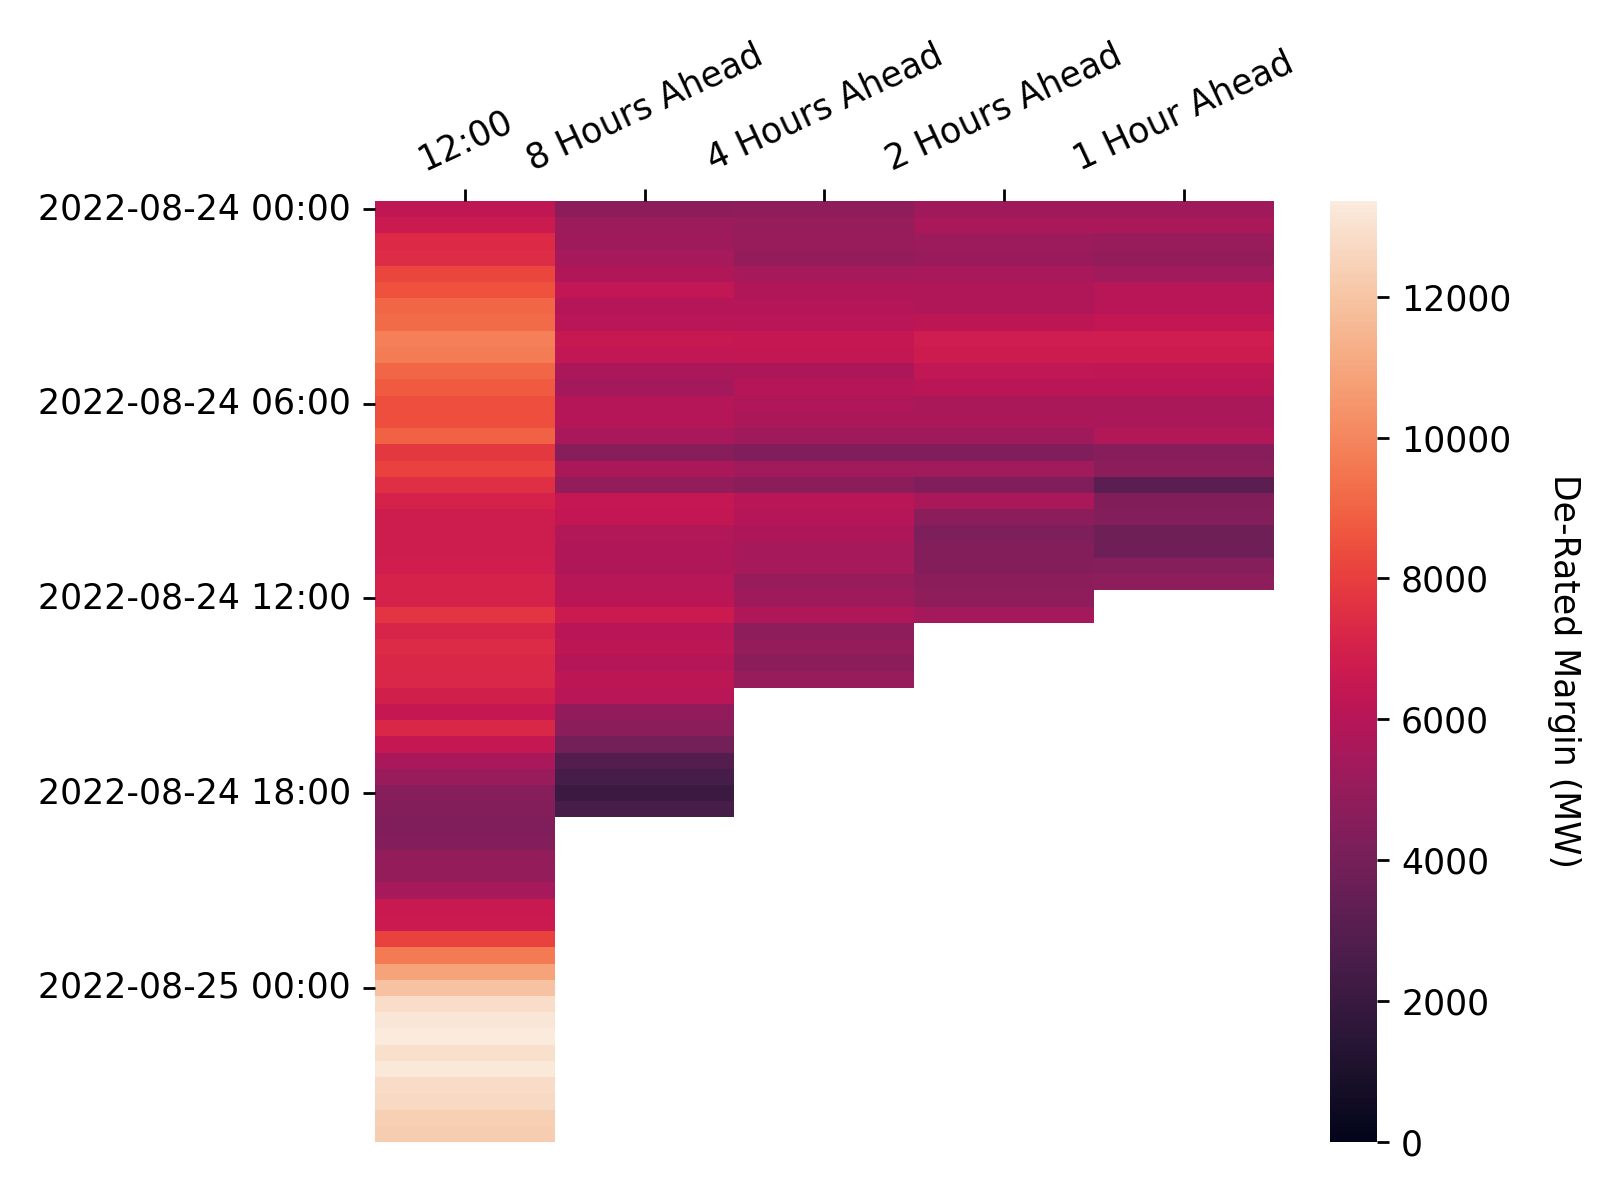 12:00
8 Hours Ahead
4 Hours Ahead
2 Hours Ahead
1 Hour Ahead
2022-08-24 00:00
2022-08-24 06:00
2022-08-24 12:00
2022-08-24 18:00
2022-08-25 00:00
12000
10000
8000
6000
4000
2000
0
De-Rated Margin (MW)